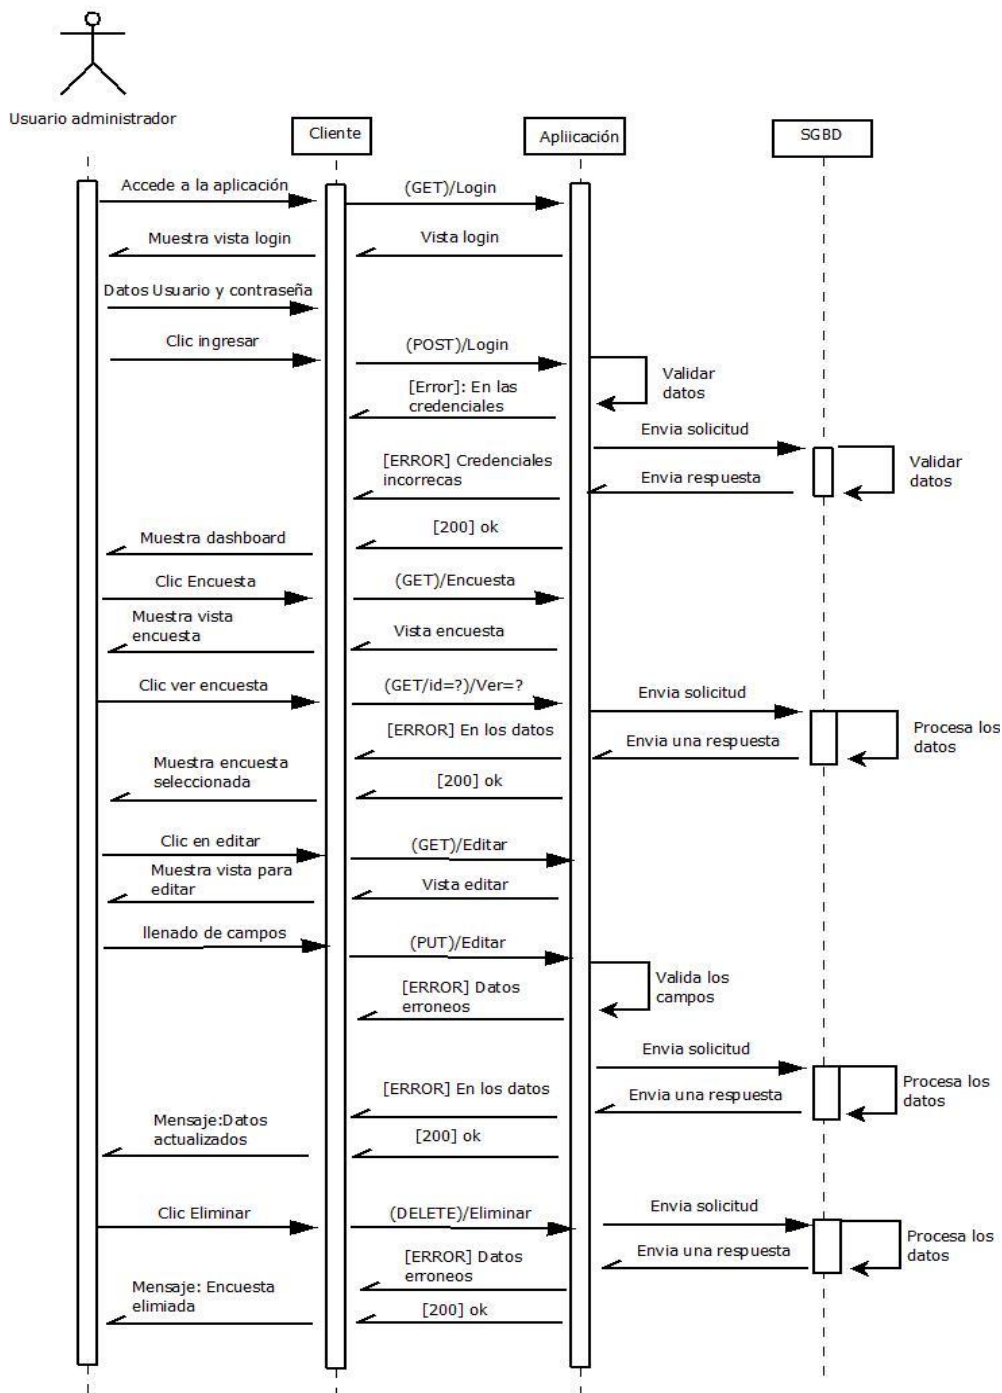 Usuario administrador
Cliente
Apliicación
SGBD
Accede a la aplicación
(GET)/Login
Muestra vista login
Vista login
Datos Usuario y contraseña
Clic ingresar
(POST)/Login
Validar
datos
[Error]: En las
credenciales
Envia solicitud
[ERROR] Credenciales
incorrecas
Envia respuesta
Validar
datos
[200] ok
Muestra dashboard
Clic Encuesta
(GET)/Encuesta
Muestra vista
encuesta
Vista encuesta
Clic ver encuesta
(GET/id=?)/Ver=?
Envia solicitud
[ERROR] En los datos
Envia una respuesta
Procesa los
datos
Muestra encuesta
seleccionada
[200] ok
Clic en editar
(GET)/Editar
Muestra vista para
editar
Vista editar
llenado de campos
(PUT)/Editar
Valida los
campos
[ERROR] Datos
erroneos
Envia solicitud
[ERROR] En los datos
Envia una respuesta
Procesa los
datos
Mensaje:Datos
actualizados
[200] ok
Clic Eliminar
(DELETE)/Eliminar
Envia solicitud
[ERROR] Datos
erroneos
Envia una respuesta
Procesa los
datos
Mensaje: Encuesta
elimiada
[200] ok